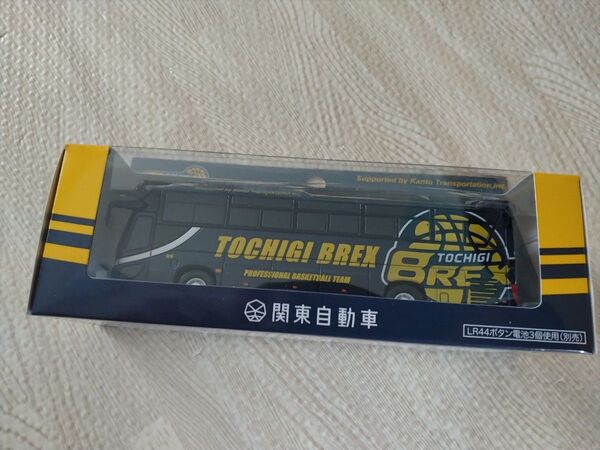 Supported by Kanto Transportation,Inc.
TOCHIGI BREX
PROFESSIONAL BASKETBALL TEAM
TOCHIGI
BREX
関東自動車
LR44ボタン電池3個使用(別売)